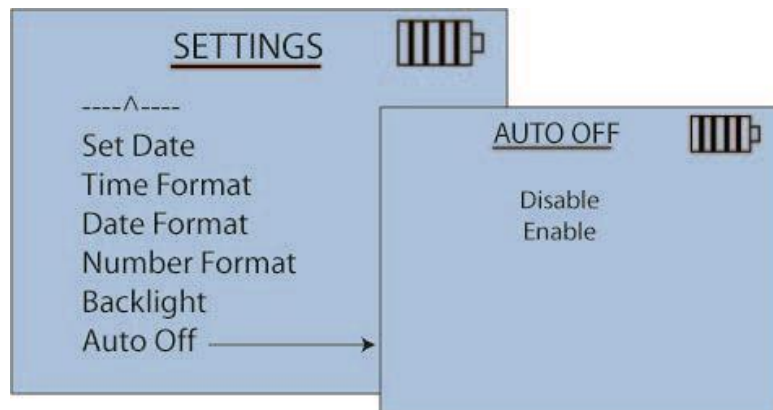 SETTINGS
----^----
Set Date
Time Format
Date Format
Number Format
Backlight
Auto Off
AUTO OFF
Disable
Enable